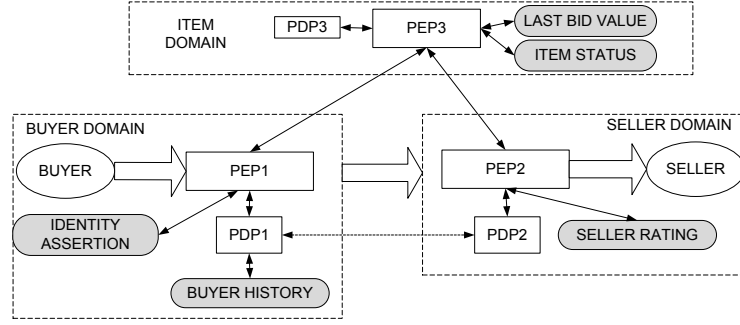 ITEM
DOMAIN
PDP3
PEP3
LAST BID VALUE
ITEM STATUS
BUYER DOMAIN
BUYER
PEP1
IDENTITY
ASSERTION
PDP1
BUYER HISTORY
SELLER DOMAIN
PEP2
SELLER
PDP2
SELLER RATING